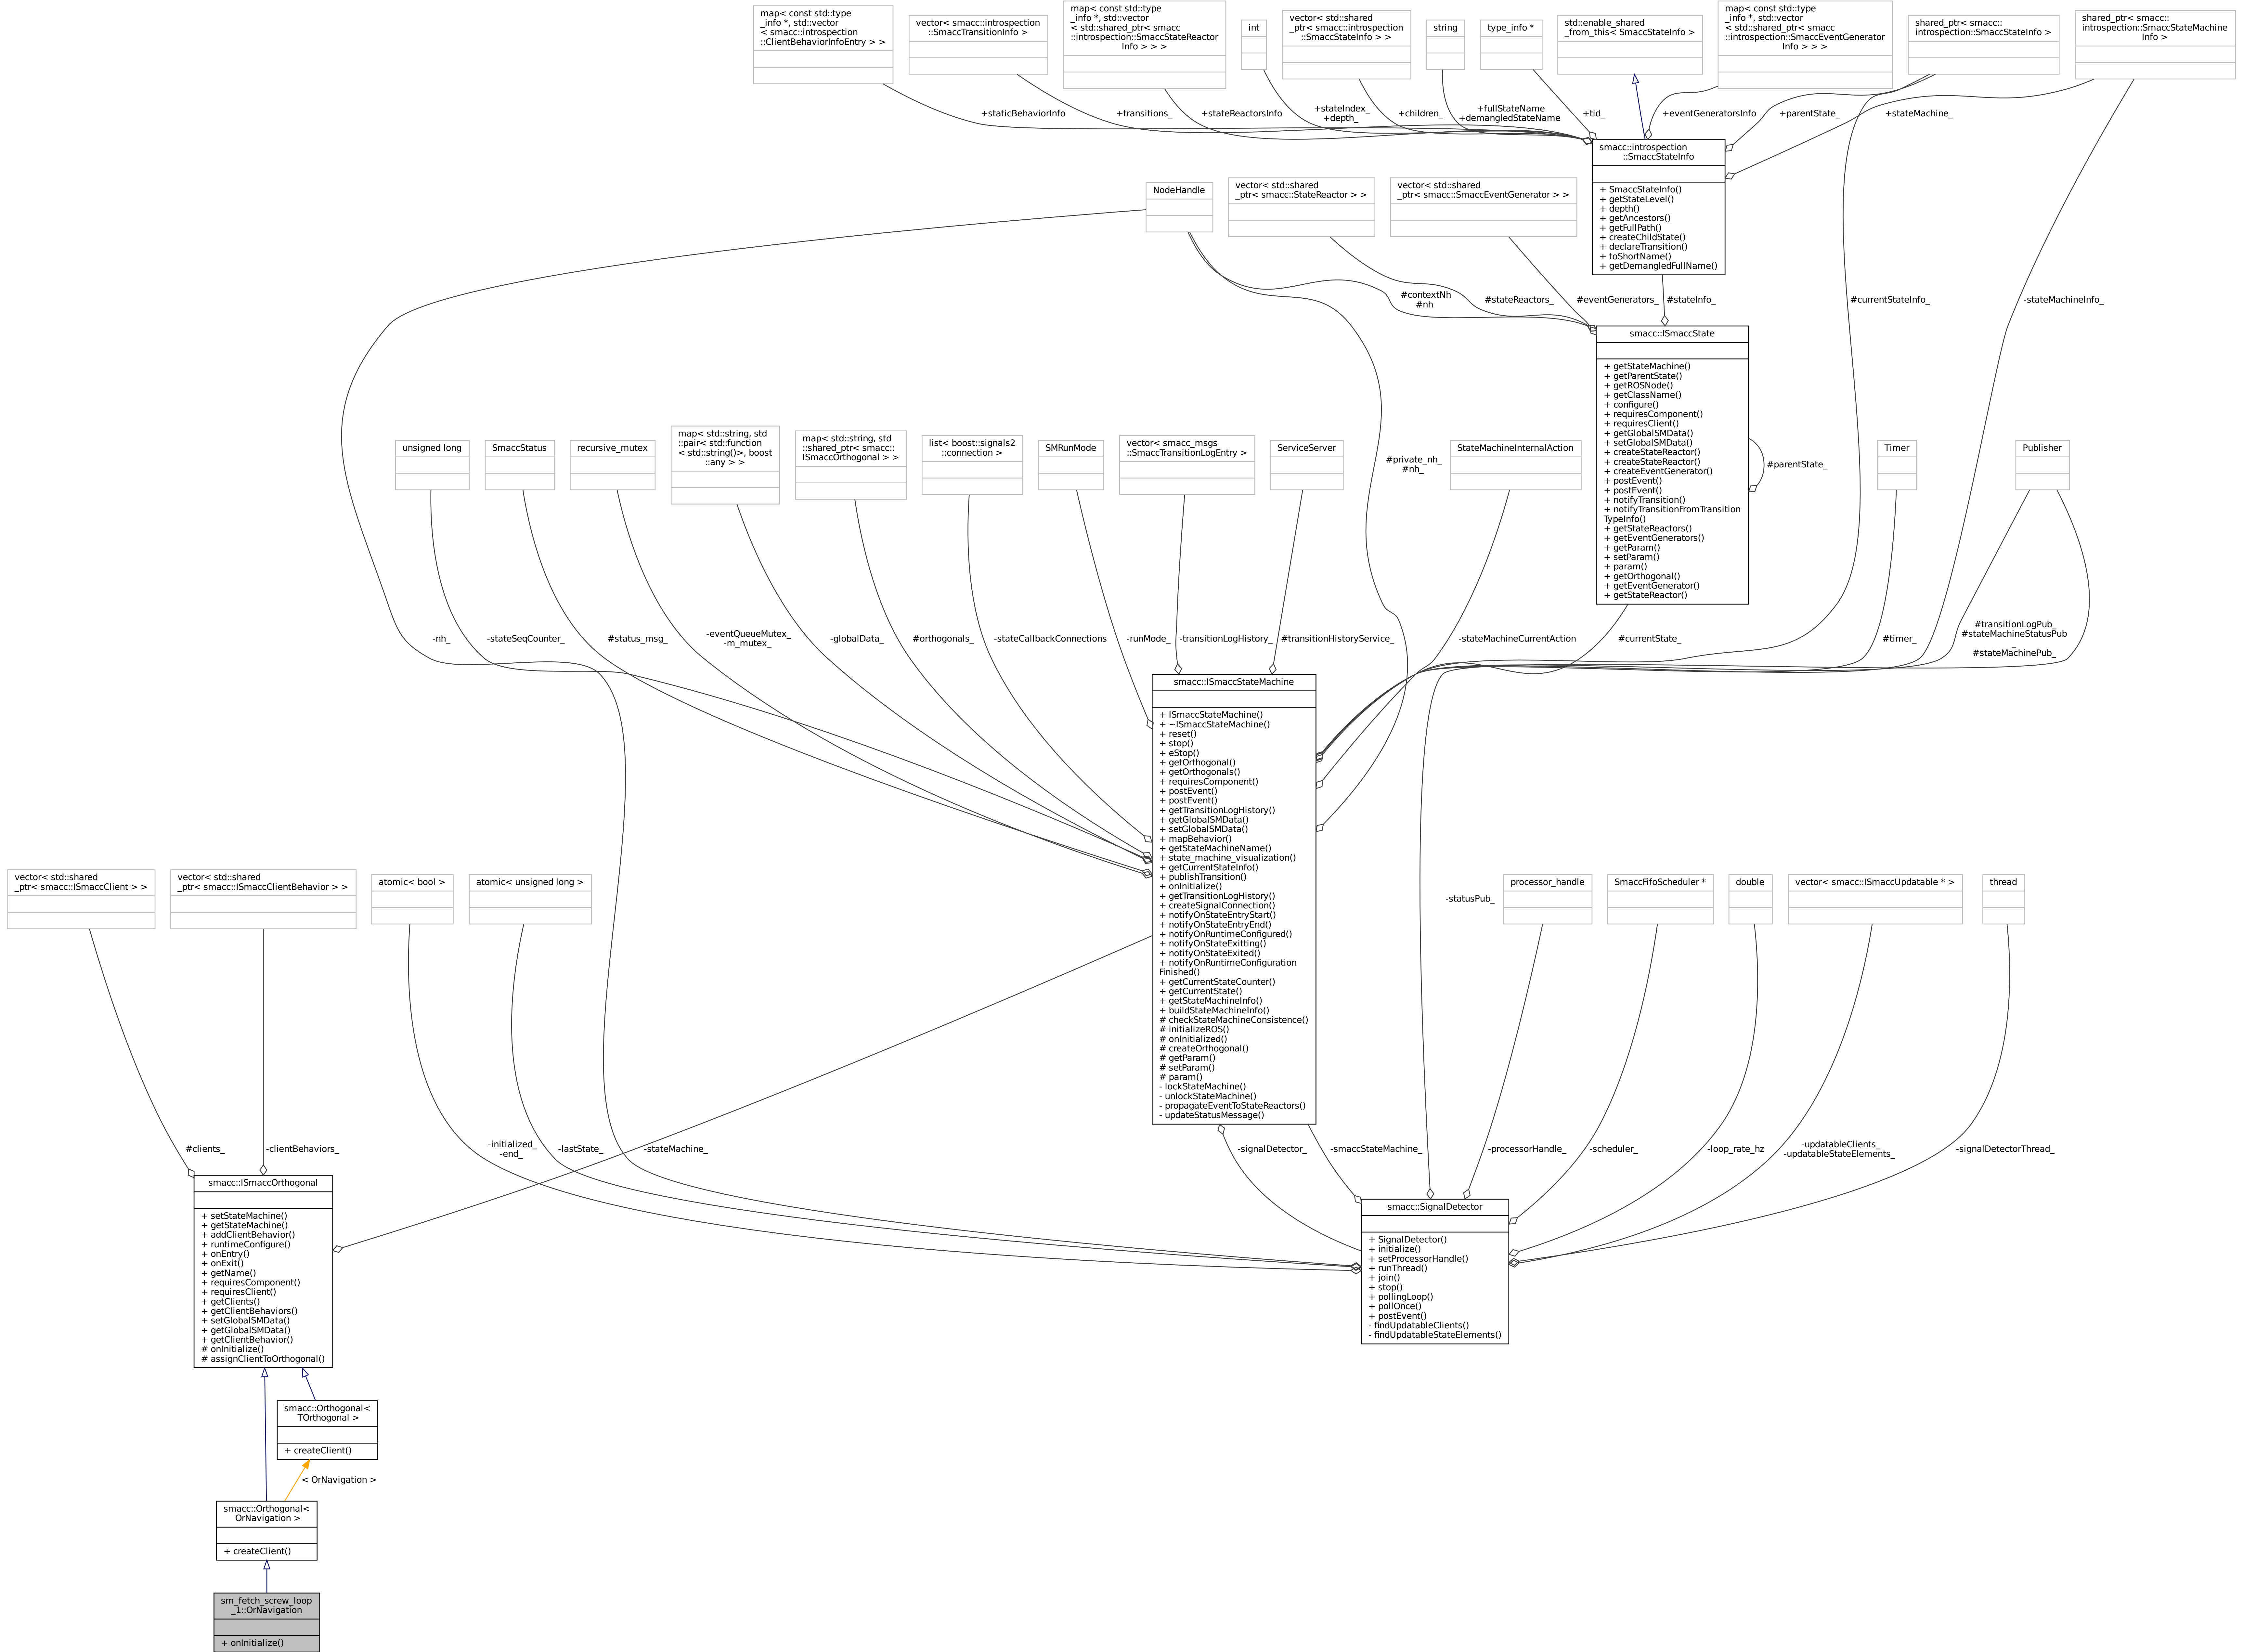 map< const std::type
_info *, std::vector
< smacc::introspection
::ClientBehaviorInfoEntry > >
vector< smacc::introspection
::SmaccTransitionInfo >
map< const std::type
_info *, std::vector
< std::shared_ptr< smacc
::introspection::SmaccStateReactor
Info > > >
int
vector< std::shared
_ptr< smacc::introspection
::SmaccStateInfo > >
string
type_info *
std::enable_shared
_from_this< SmaccStateInfo >
map< const std::type
_info *, std::vector
< std::shared_ptr< smacc
::introspection::SmaccEventGenerator
Info > > >
shared_ptr< smacc::
introspection::SmaccStateInfo >
shared_ptr< smacc::
introspection::SmaccStateMachine
Info >
+staticBehaviorInfo
+transitions_
+stateReactorsInfo
+stateIndex_
+depth_
+children_
+fullStateName
+demangledStateName
+tid_
+eventGeneratorsInfo
+parentState_
+stateMachine_
smacc::introspection
::SmaccStateInfo
+ SmaccStateInfo()
+ getStateLevel()
+ depth()
+ getAncestors()
+ getFullPath()
+ createChildState()
+ declareTransition()
+ toShortName()
+ getDemangledFullName()
NodeHandle
vector< std::shared
_ptr< smacc::StateReactor > >
vector< std::shared
_ptr< smacc::SmaccEventGenerator > >
#contextNh
#nh
#stateReactors_
#eventGenerators_
#stateInfo_
#currentStateInfo_
-stateMachineInfo_
smacc::ISmaccState
+ getStateMachine()
+ getParentState()
+ getROSNode()
+ getClassName()
+ configure()
+ requiresComponent()
+ requiresClient()
+ getGlobalSMData()
+ setGlobalSMData()
+ createStateReactor()
+ createStateReactor()
+ createEventGenerator()
+ postEvent()
+ postEvent()
+ notifyTransition()
+ notifyTransitionFromTransition
TypeInfo()
+ getStateReactors()
+ getEventGenerators()
+ getParam()
+ setParam()
+ param()
+ getOrthogonal()
+ getEventGenerator()
+ getStateReactor()
#parentState_
unsigned long
SmaccStatus
recursive_mutex
map< std::string, std
::pair< std::function
< std::string()>, boost
::any > >
map< std::string, std
::shared_ptr< smacc::
ISmaccOrthogonal > >
list< boost::signals2
::connection >
SMRunMode
vector< smacc_msgs
::SmaccTransitionLogEntry >
ServiceServer
#private_nh_
#nh_
StateMachineInternalAction
Timer
Publisher
-nh_
-stateSeqCounter_
#status_msg_
-eventQueueMutex_
-m_mutex_
-globalData_
#orthogonals_
-stateCallbackConnections
-runMode_
-transitionLogHistory_
#transitionHistoryService_
-stateMachineCurrentAction
#currentState_
#timer_
#transitionLogPub_
#stateMachineStatusPub
_
#stateMachinePub_
smacc::ISmaccStateMachine
+ ISmaccStateMachine()
+ ~ISmaccStateMachine()
+ reset()
+ stop()
+ eStop()
+ getOrthogonal()
+ getOrthogonals()
+ requiresComponent()
+ postEvent()
+ postEvent()
+ getTransitionLogHistory()
+ getGlobalSMData()
+ setGlobalSMData()
+ mapBehavior()
+ getStateMachineName()
+ state_machine_visualization()
+ getCurrentStateInfo()
+ publishTransition()
+ onInitialize()
+ getTransitionLogHistory()
+ createSignalConnection()
+ notifyOnStateEntryStart()
+ notifyOnStateEntryEnd()
+ notifyOnRuntimeConfigured()
+ notifyOnStateExitting()
+ notifyOnStateExited()
+ notifyOnRuntimeConfiguration
Finished()
+ getCurrentStateCounter()
+ getCurrentState()
+ getStateMachineInfo()
+ buildStateMachineInfo()
# checkStateMachineConsistence()
# initializeROS()
# onInitialized()
# createOrthogonal()
# getParam()
# setParam()
# param()
- lockStateMachine()
- unlockStateMachine()
- propagateEventToStateReactors()
- updateStatusMessage()
vector< std::shared
_ptr< smacc::ISmaccClient > >
vector< std::shared
_ptr< smacc::ISmaccClientBehavior > >
atomic< bool >
atomic< unsigned long >
-statusPub_
processor_handle
SmaccFifoScheduler *
double
vector< smacc::ISmaccUpdatable * >
thread
#clients_
-clientBehaviors_
-initialized_
-end_
-lastState_
-stateMachine_
-signalDetector_
-smaccStateMachine_
-processorHandle_
-scheduler_
-loop_rate_hz
-updatableClients_
-updatableStateElements_
-signalDetectorThread_
smacc::ISmaccOrthogonal
+ setStateMachine()
+ getStateMachine()
+ addClientBehavior()
+ runtimeConfigure()
+ onEntry()
+ onExit()
+ getName()
+ requiresComponent()
+ requiresClient()
+ getClients()
+ getClientBehaviors()
+ setGlobalSMData()
+ getGlobalSMData()
+ getClientBehavior()
# onInitialize()
# assignClientToOrthogonal()
smacc::SignalDetector
+ SignalDetector()
+ initialize()
+ setProcessorHandle()
+ runThread()
+ join()
+ stop()
+ pollingLoop()
+ pollOnce()
+ postEvent()
- findUpdatableClients()
- findUpdatableStateElements()
smacc::Orthogonal<
TOrthogonal >
+ createClient()
< OrNavigation >
smacc::Orthogonal<
OrNavigation >
+ createClient()
sm_fetch_screw_loop
_1::OrNavigation
+ onInitialize()